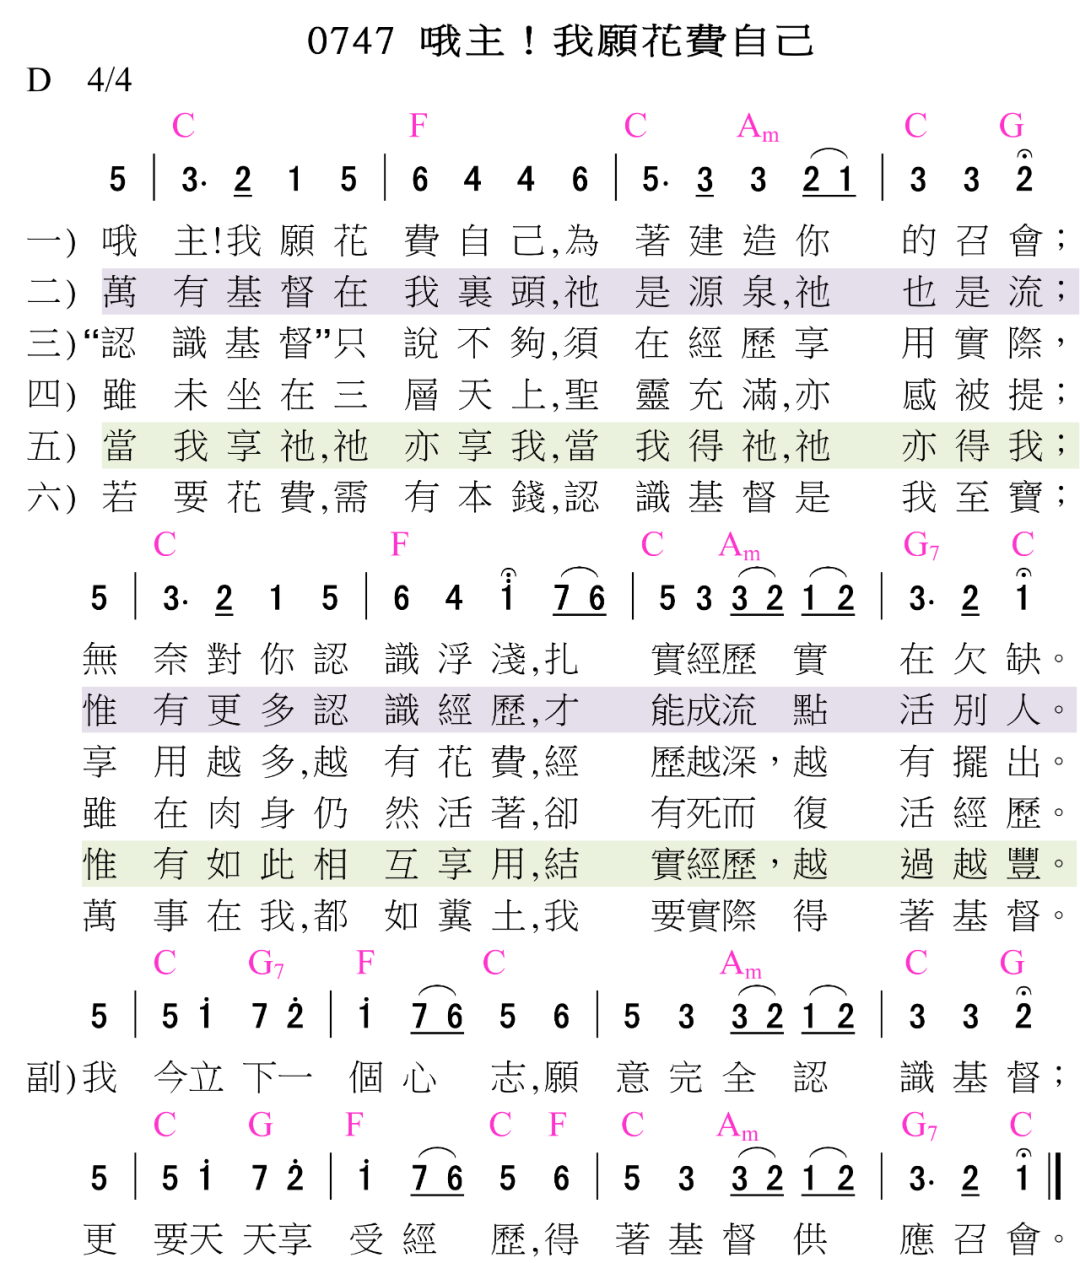 0747 哦主！我願花費自己
D 4/4
C F C Am C G
5 | 3. 2 1 5 | 6 4 4 6 | 5. 3 3 2 1 | 3 3 2
一) 哦主!我願花費自己,為著建造你的召會；
二) 萬有基督在我裏頭,祂是源泉,祂也是流；
三)“認識基督”只說不夠,須在經歷享用實際，
四) 雖未坐在三層天上,聖靈充滿,亦感被提；
五) 當我享祂,祂亦享我,當我得祂,祂亦得我；
六) 若要花費,需有本錢,認識基督是我至寶；
C F C Am G7 C
5 | 3. 2 1 5 | 6 4 i 7 6 | 5 3 3 2 1 2 | 3. 2 1
無奈對你認識浮淺,扎實經歷實在欠缺。
惟有更多認識經歷,才能成流點活別人。
享用越多,越有花費,經歷越深，越有擺出。
雖在肉身仍然活著,卻有死而復活經歷。
惟有如此相互享用,結實經歷，越過越豐。
萬事在我,都如糞土,我要實際得著基督。
C G7 F C Am C G
5 | 5 i 7 2̇ | i 7 6 5 6 | 5 3 3 2 1 2 | 3 3 2
副)我今立下一個心志,願意完全認識基督；
C G F C F C Am G7 C
5 | 5 i 7 2̇ | i 7 6 5 6 | 5 3 3 2 1 2 | 3. 2 1 ‖
更要天天享受經歷,得著基督供應召會。